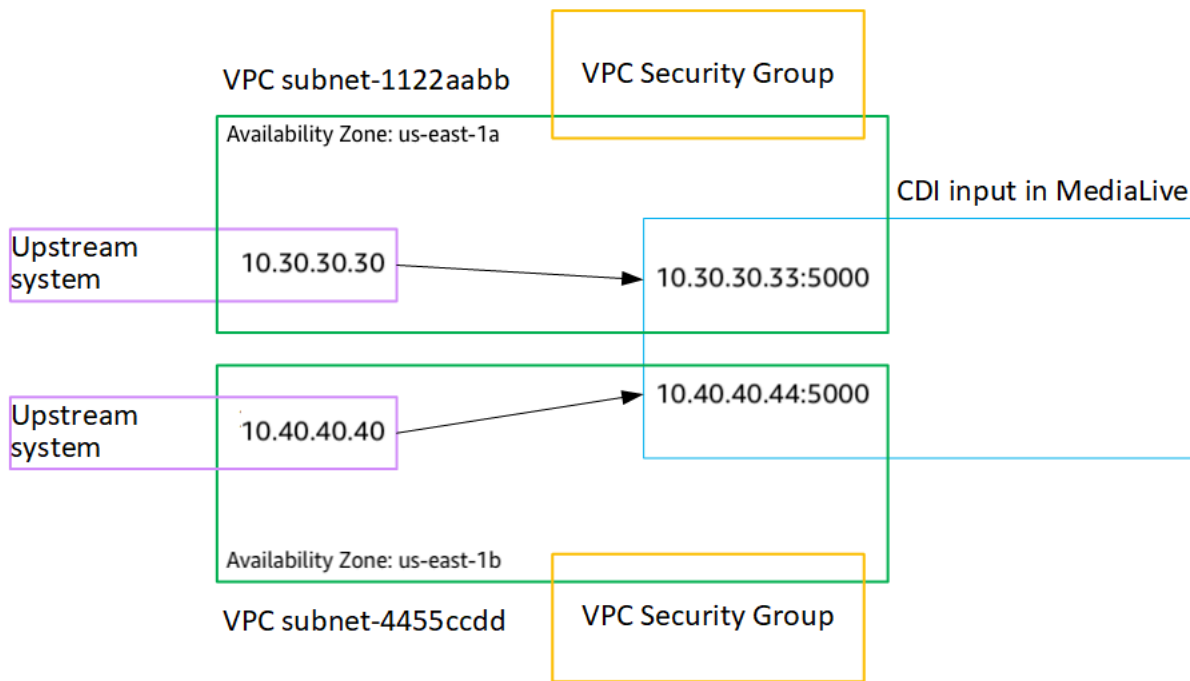 VPC Security Group
VPC subnet-1122aabb
Availability Zone: us-east-1a
CDI input in MediaLive
Upstream
system
10.30.30.30
10.30.30.33:5000
10.40.40.44:5000
Upstream
system
10.40.40.40
Availability Zone: us-east-1b
VPC subnet-4455ccdd
VPC Security Group